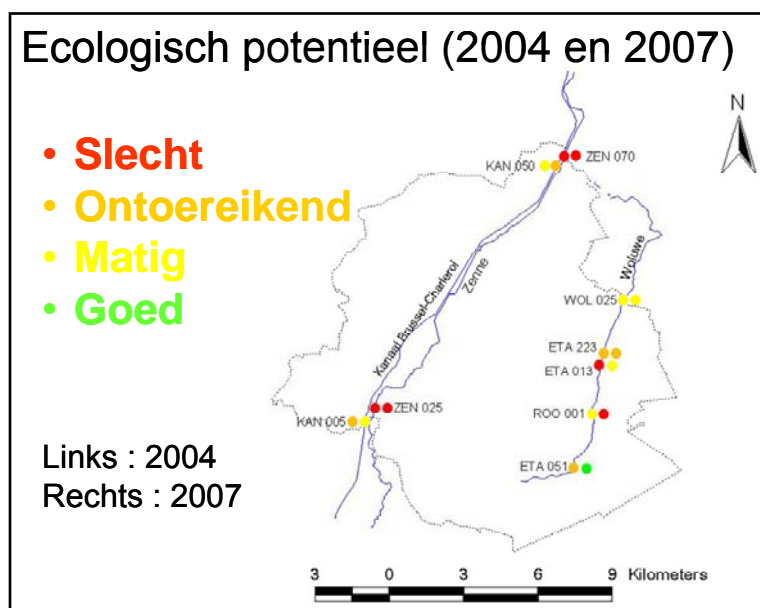 Ecologisch potentieel (2004 en 2007)
• Slecht
• Ontoereikend
• Matig
• Goed
Links : 2004
Rechts : 2007
N
KAN 050
ZEN 070
Kanaal Brussel-Charleroi
Zenne
Woluwe
WOL 025
ETA 223
ETA 013
ROO 001
ETA 051
KAN 005
ZEN 025
3 0 3 6 9 Kilometers